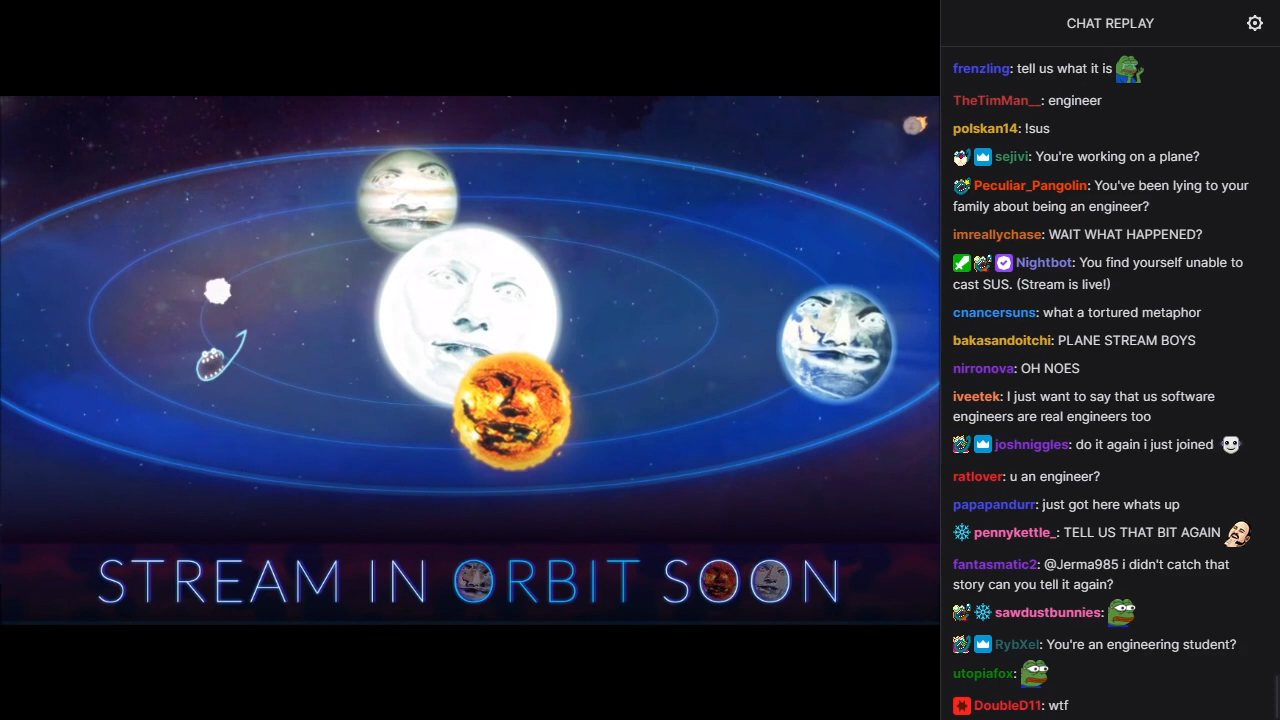 CHAT REPLAY
frenzling: tell us what it is
TheTimMan__: engineer
polskan14: !sus
sejivi: You're working on a plane?
Peculiar_Pangolin: You've been lying to your
family about being an engineer?
imreallychase: WAIT WHAT HAPPENED?
Nightbot: You find yourself unable to
cast SUS. (Stream is live!)
cnancersuns: what a tortured metaphor
bakasandoitchi: PLANE STREAM BOYS
nirronova: OH NOES
iveetek: I just want to say that us software
engineers are real engineers too
joshniggles: do it again i just joined
ratlover: u an engineer?
papapandurr: just got here whats up
pennykettle_: TELL US THAT BIT AGAIN
fantasmatic2: @Jerma985 i didn't catch that
story can you tell it again?
sawdustbunnies:
RybXel: You're an engineering student?
utopiafox:
DoubleD11: wtf
STREAM IN ORBIT SOON